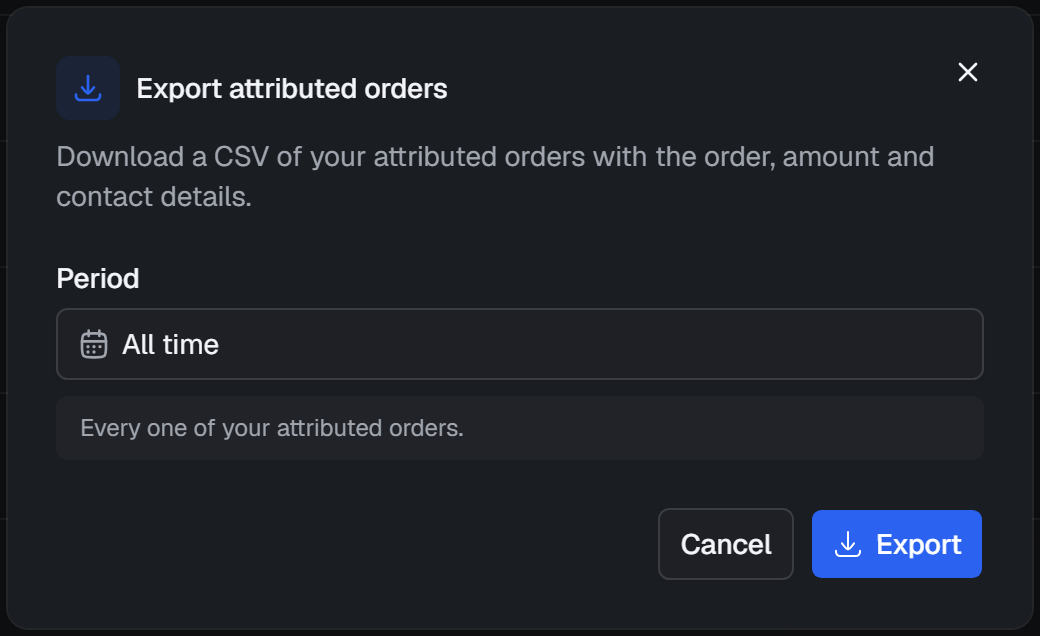 Export attributed orders
Download a CSV of your attributed orders with the order, amount and
contact details.
Period
All time
Every one of your attributed orders.
Cancel
Export